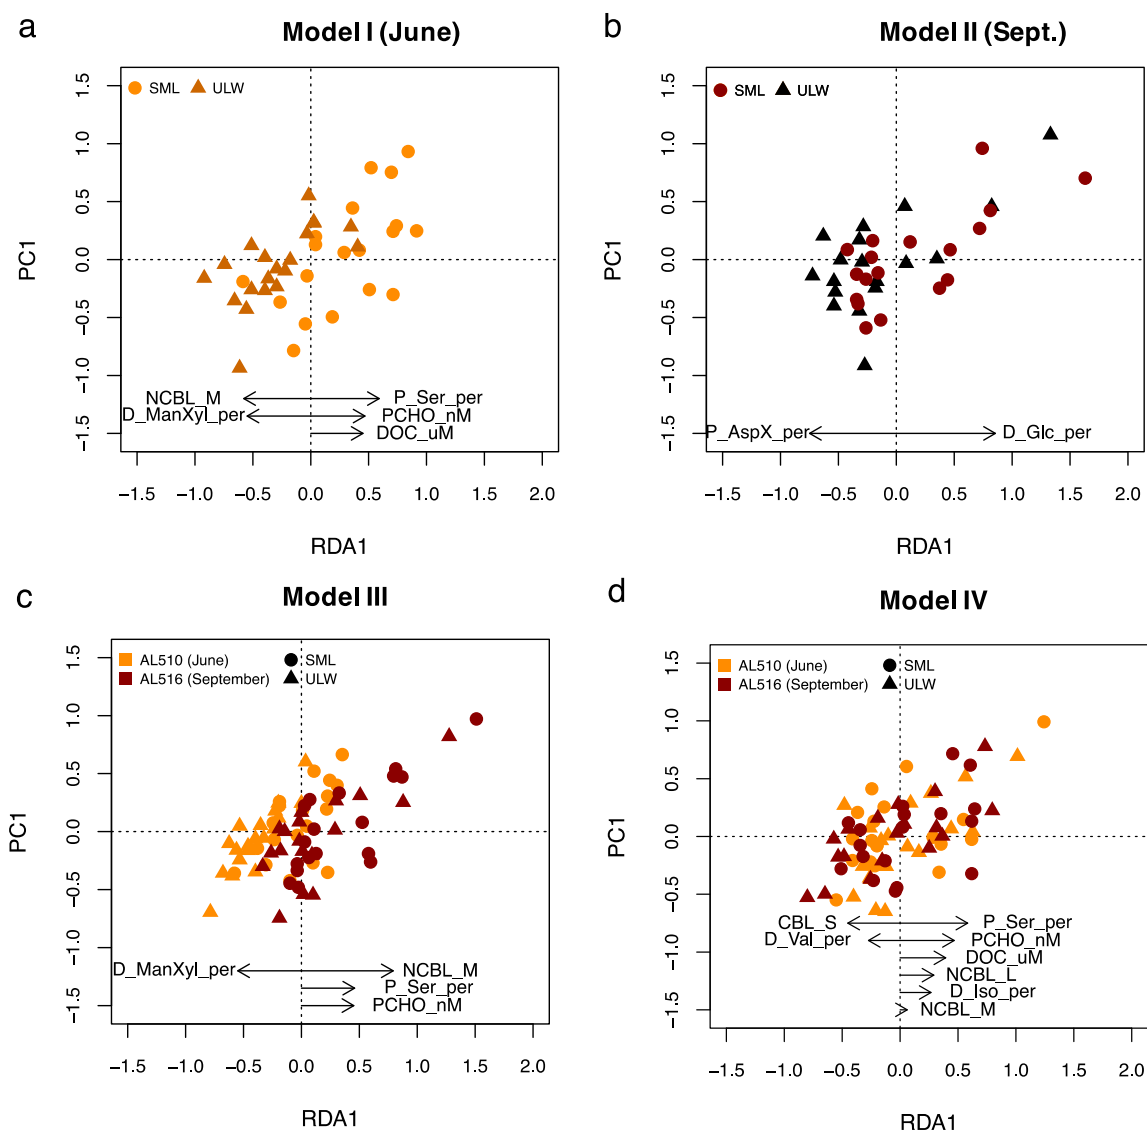 a
Model I (June)
SML ULW
1.5
1.0
0.5
0.0
−0.5
−1.0
−1.5
PC1
NCBL_M P_Ser_per
D_ManXyl_per PCHO_nM
DOC_uM
−1.5 −1.0 −0.5 0.0 0.5 1.0 1.5 2.0
RDA1
b
Model II (Sept.)
SML ULW
1.5
1.0
0.5
0.0
−0.5
−1.0
−1.5
PC1
P_AspX_per D_Glc_per
−1.5 −1.0 −0.5 0.0 0.5 1.0 1.5 2.0
RDA1
c
Model III
AL510 (June) SML
AL516 (September) ULW
1.5
1.0
0.5
0.0
−0.5
−1.0
−1.5
PC1
D_ManXyl_per NCBL_M
P_Ser_per
PCHO_nM
−1.5 −1.0 −0.5 0.0 0.5 1.0 1.5 2.0
RDA1
d
Model IV
AL510 (June) SML
AL516 (September) ULW
1.5
1.0
0.5
0.0
−0.5
−1.0
−1.5
PC1
CBL_S P_Ser_per
D_Val_per PCHO_nM
DOC_uM
NCBL_L
D_Iso_per
NCBL_M
−1.5 −1.0 −0.5 0.0 0.5 1.0 1.5 2.0
RDA1